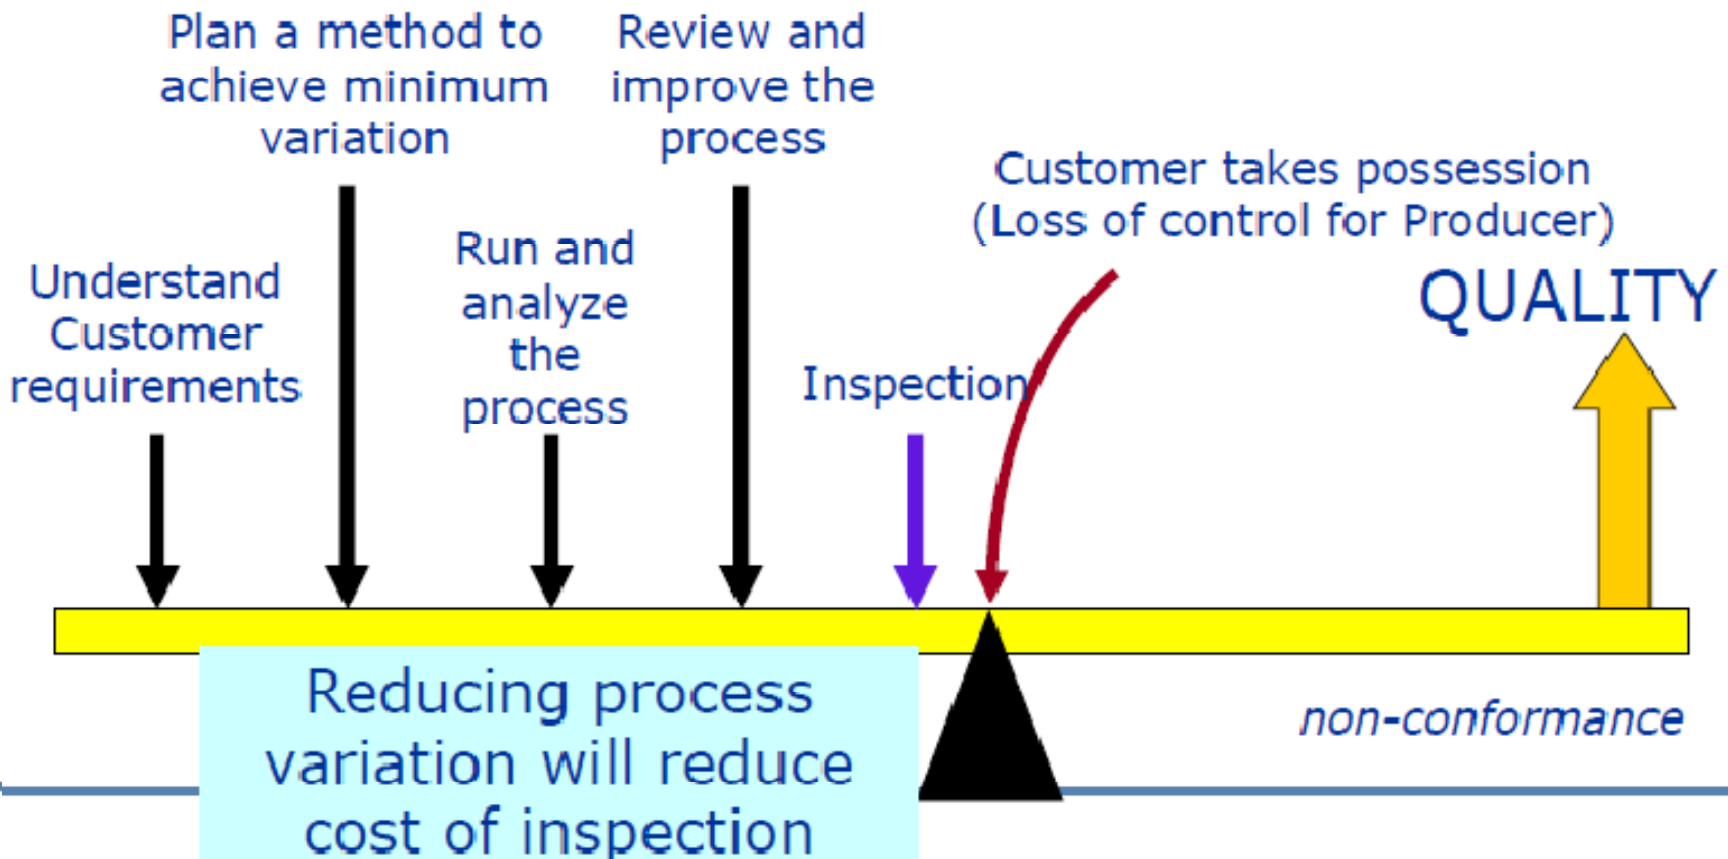 Plan a method to
achieve minimum
variation
Review and
improve the
process
Customer takes possession
(Loss of control for Producer)
Run and
analyze
the
process
Understand
Customer
requirements
QUALITY
Inspection
Reducing process
variation will reduce
cost of inspection
non-conformance